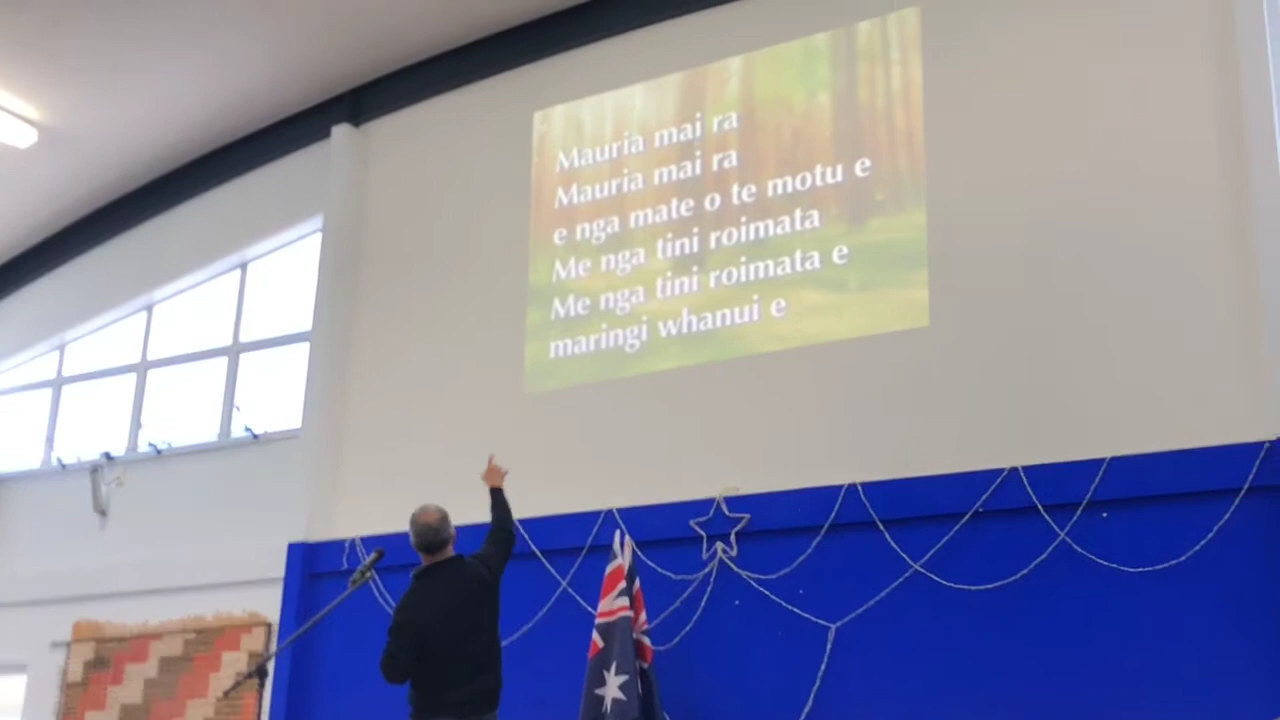 Mauria mai ra
Mauria mai ra
e nga mate o te motu e
Me nga tini roimata
Me nga tini roimata e
maringi whanui e